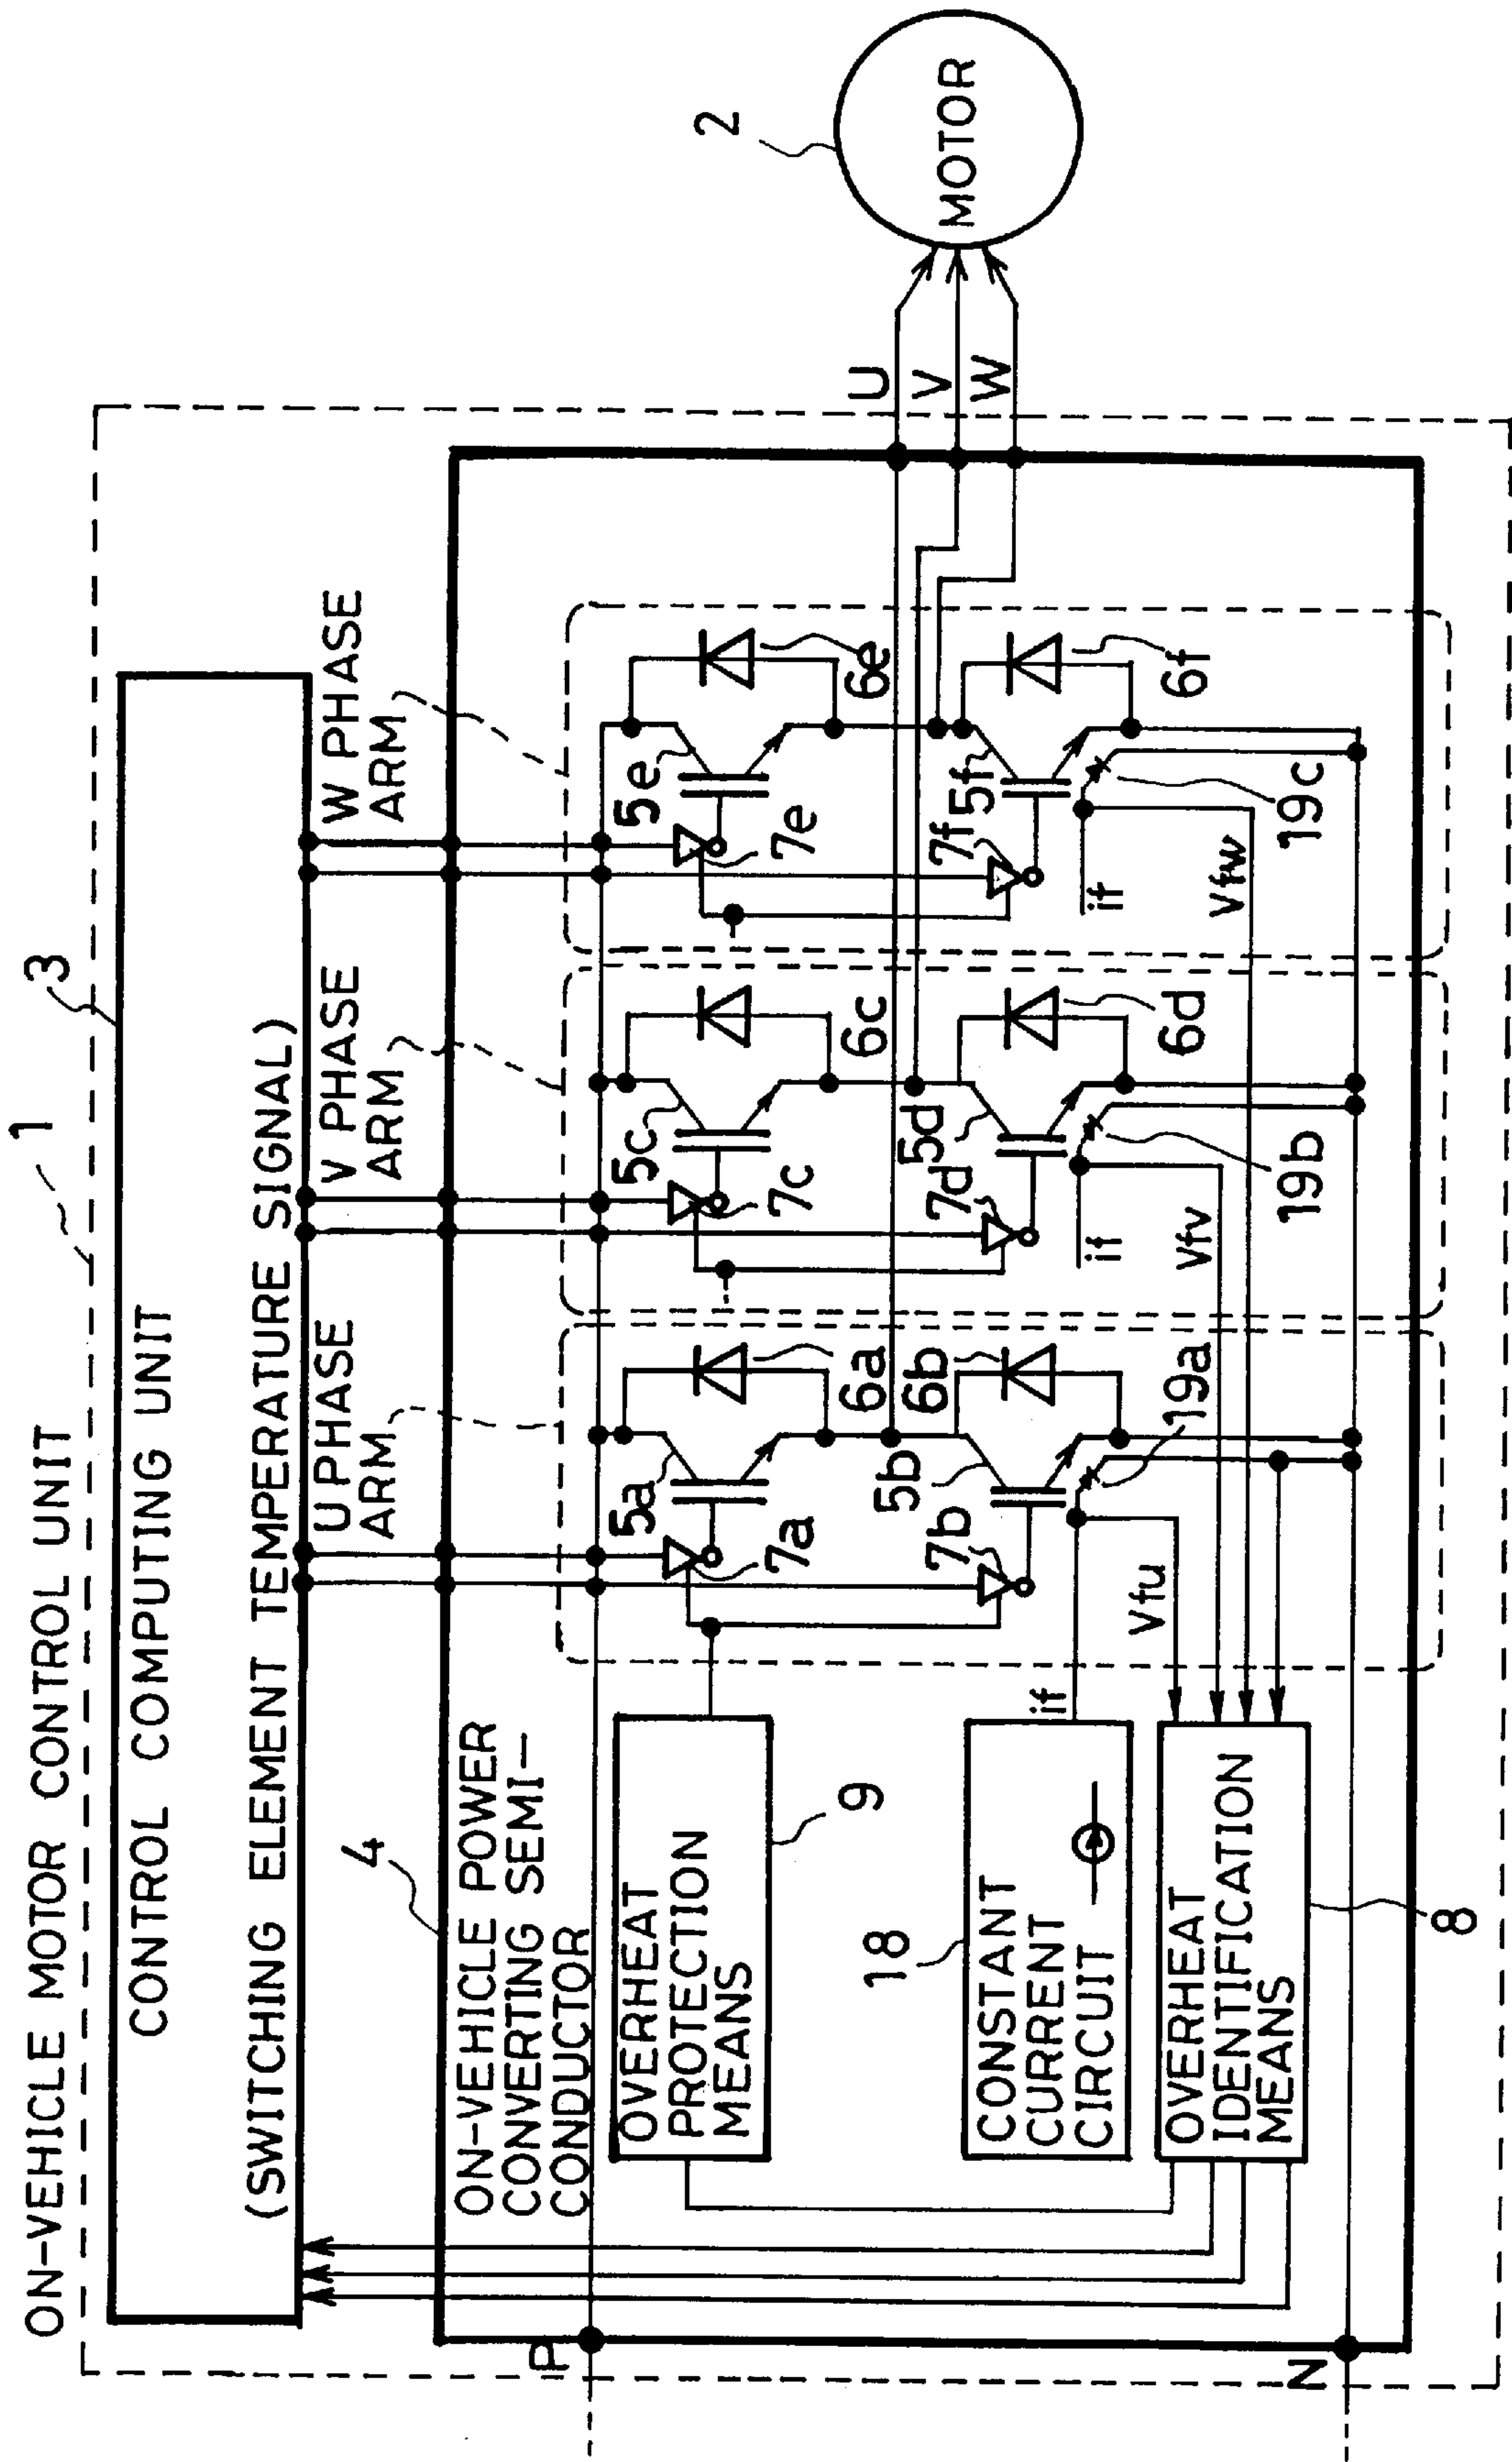 ON-VEHICLE MOTOR CONTROL UNIT
1
3
CONTROL COMPUTING UNIT
(SWITCHING ELEMENT TEMPERATURE SIGNAL)
4
ON-VEHICLE POWER
CONVERTING SEMI-
CONDUCTOR
U PHASE
ARM
V PHASE
ARM
W PHASE
ARM
P
N
OVERHEAT
PROTECTION
MEANS
9
18
CONSTANT
CURRENT
CIRCUIT
if
OVERHEAT
IDENTIFICATION
MEANS
8
5a
7a
6a
5b
7b
6b
19a
Vfu
5c
7c
6c
5d
7d
6d
19b
if
Vfv
5e
7e
6e
5f
7f
6f
19c
if
Vfw
U
V
W
2
MOTOR